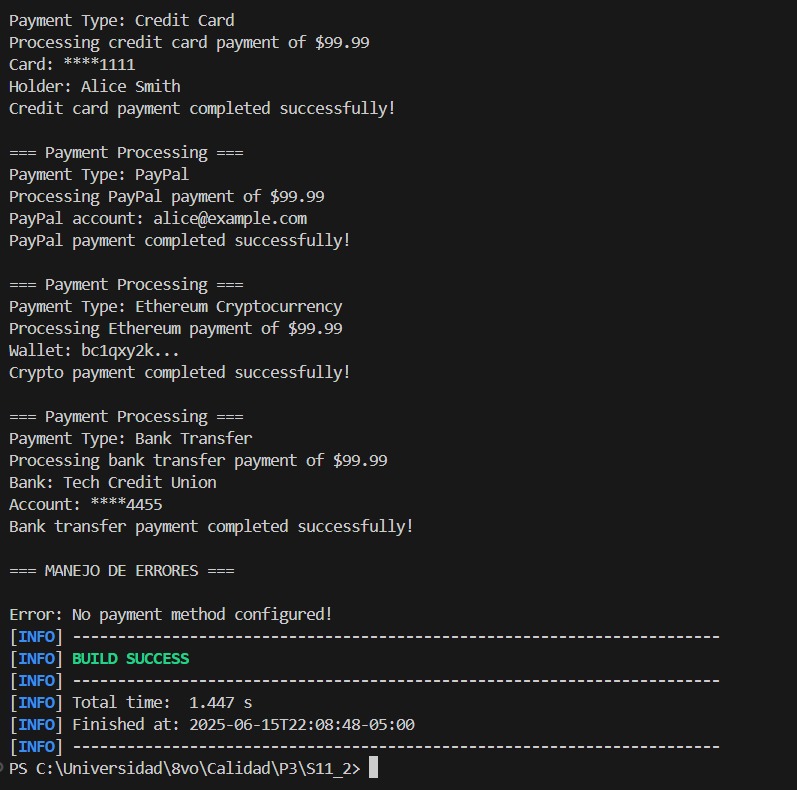 Payment Type: Credit Card
Processing credit card payment of $99.99
Card: ****1111
Holder: Alice Smith
Credit card payment completed successfully!
=== Payment Processing ===
Payment Type: PayPal
Processing PayPal payment of $99.99
PayPal account: alice@example.com
PayPal payment completed successfully!
=== Payment Processing ===
Payment Type: Ethereum Cryptocurrency
Processing Ethereum payment of $99.99
Wallet: bc1qxy2k...
Crypto payment completed successfully!
=== Payment Processing ===
Payment Type: Bank Transfer
Processing bank transfer payment of $99.99
Bank: Tech Credit Union
Account: ****4455
Bank transfer payment completed successfully!
=== MANEJO DE ERRORES ===
Error: No payment method configured!
[INFO] ------------------------------------------------------------------------
[INFO] BUILD SUCCESS
[INFO] ------------------------------------------------------------------------
[INFO] Total time:  1.447 s
[INFO] Finished at: 2025-06-15T22:08:48-05:00
[INFO] ------------------------------------------------------------------------
PS C:\Universidad\8vo\Calidad\P3\S11_2>